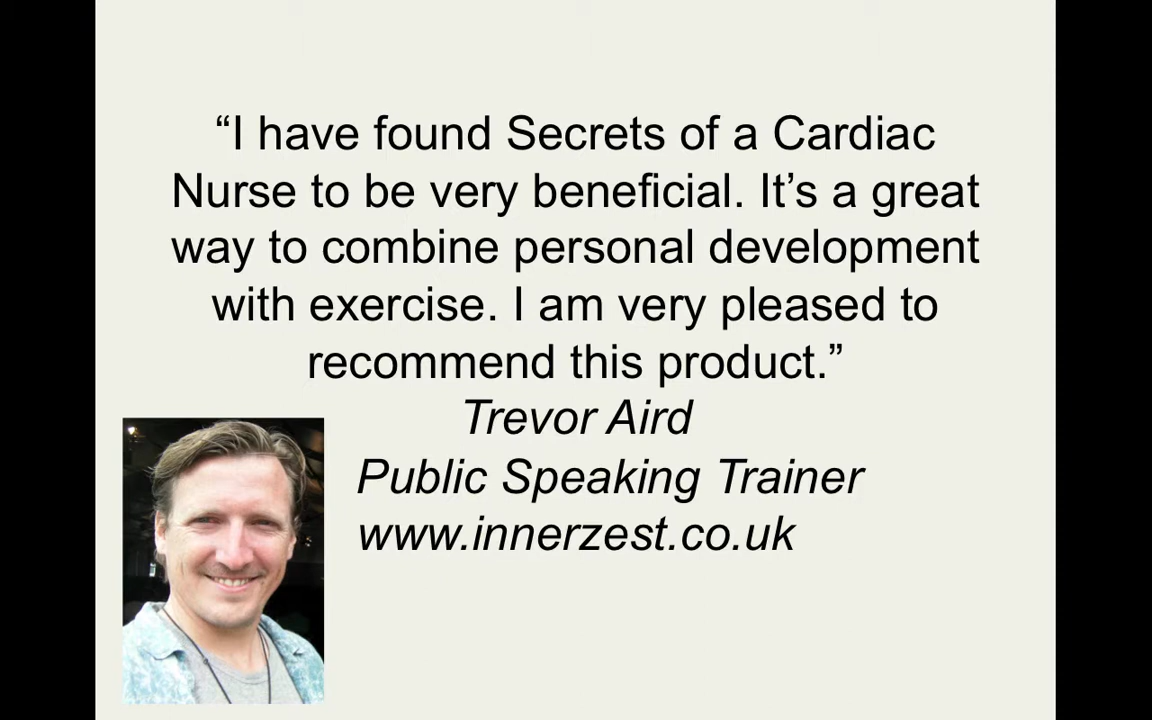 “I have found Secrets of a Cardiac
Nurse to be very beneficial. It’s a great
way to combine personal development
with exercise. I am very pleased to
recommend this product.”
Trevor Aird
Public Speaking Trainer
www.innerzest.co.uk